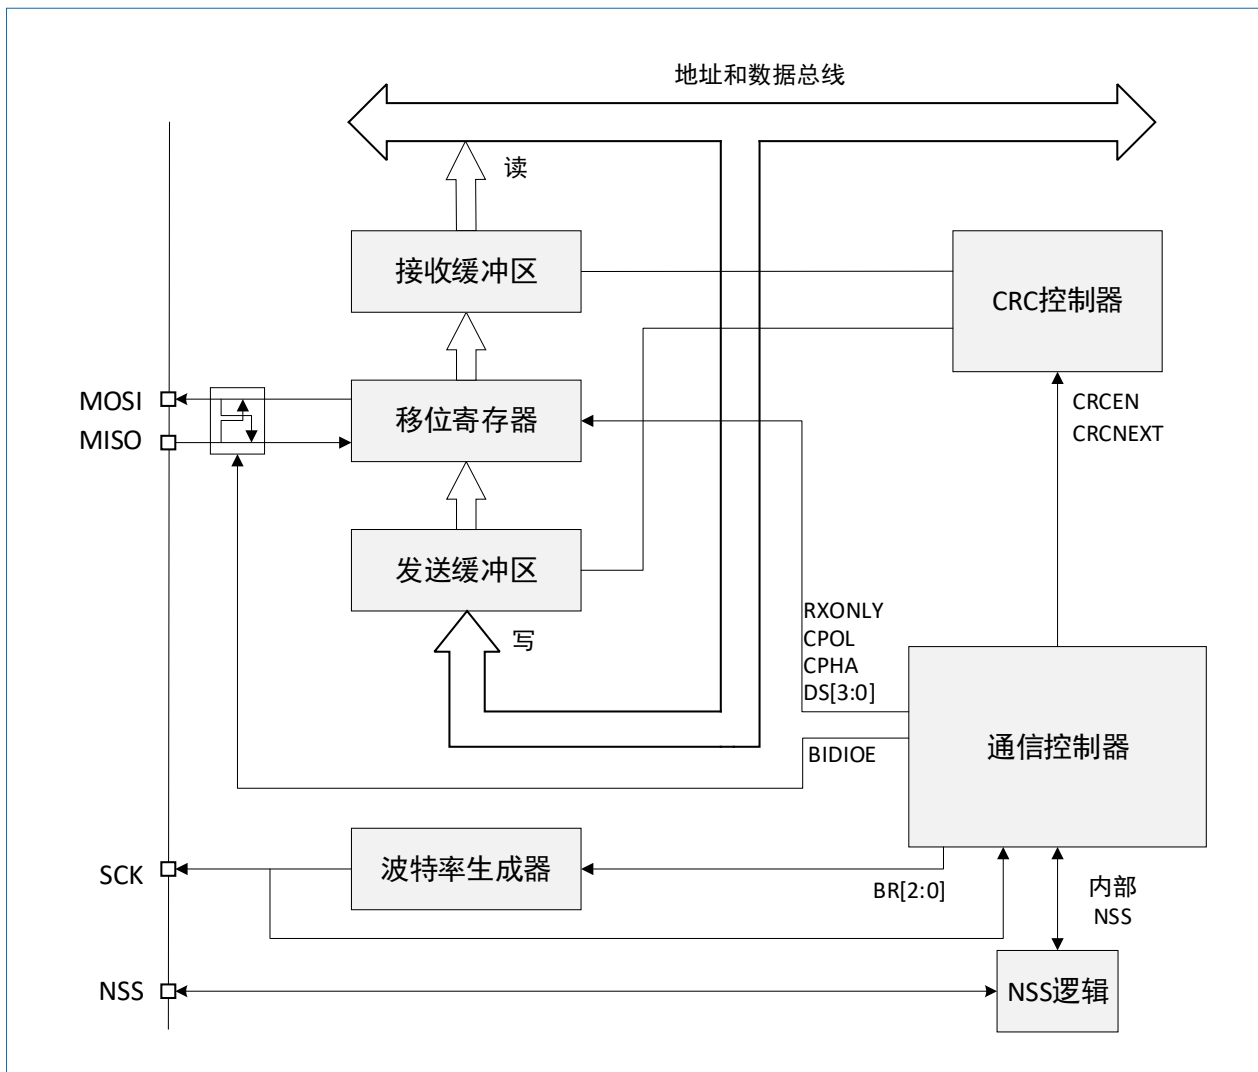 地址和数据总线
读
接收缓冲区
CRC控制器
MOSI
移位寄存器
CRCEN
MISO
CRCNEXT
发送缓冲区
写
RXONLY
CPOL
CPHA
DS[3:0]
通信控制器
BIDIOE
SCK
波特率生成器
BR[2:0]
内部
NSS
NSS
NSS逻辑